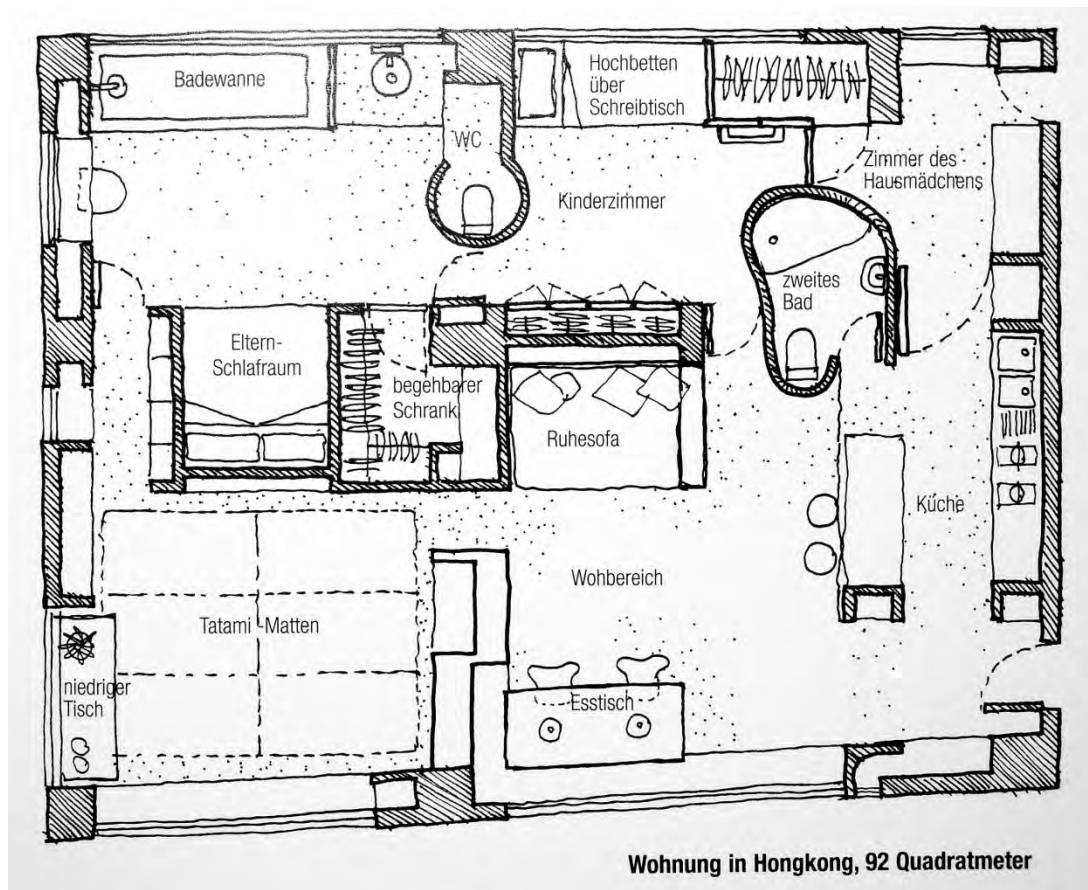 Badewanne
Hochbetten
über
Schreibtisch
WC
Zimmer des
Hausmädchens
Kinderzimmer
zweites
Bad
Eltern-
Schlafraum
begehbarer
Schrank
Ruhesofa
Küche
Wohbereich
Tatami-Matten
niedriger
Tisch
Esstisch
Wohnung in Hongkong, 92 Quadratmeter